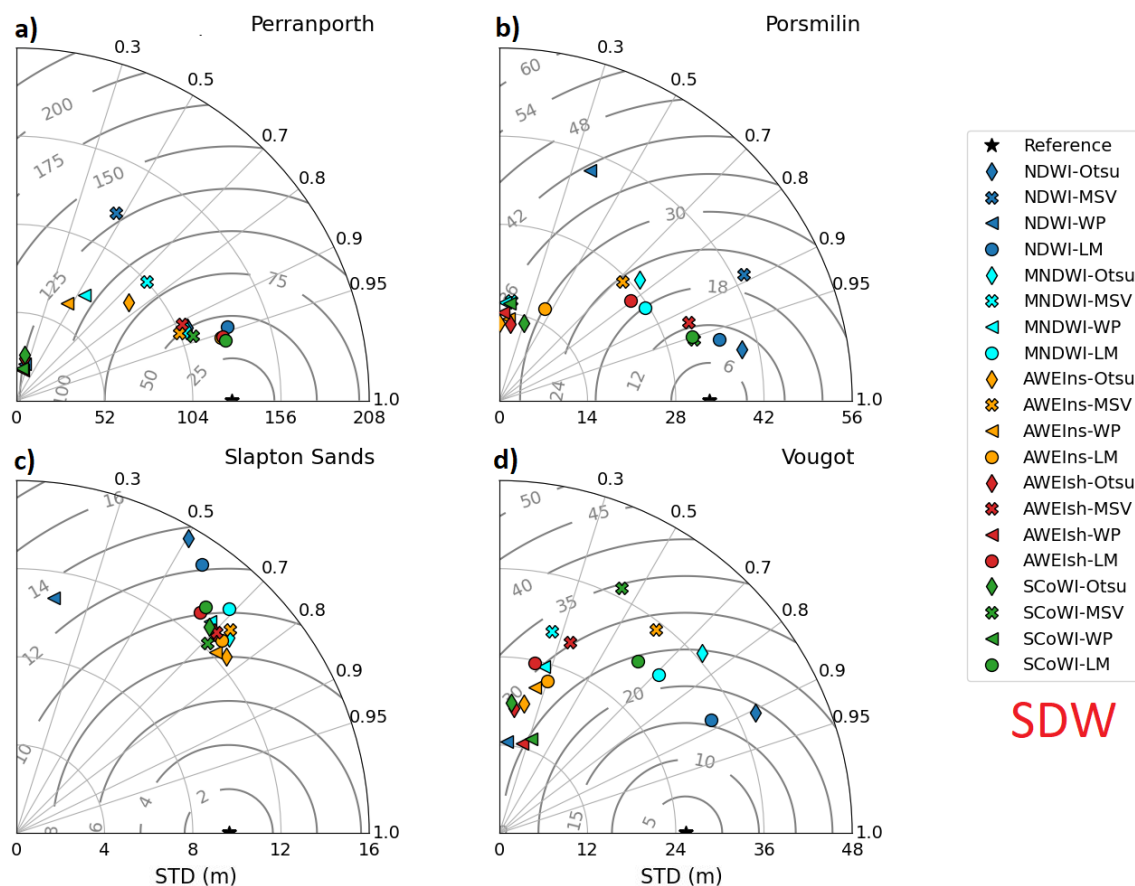 a) Perranporth
0.3
0.5
0.7
0.8
0.9
0.95
1.0
200
175
150
125
100
75
50
25
0 52 104 156 208
b) Porsmilin
0.3
0.5
0.7
0.8
0.9
0.95
1.0
60
54
48
42
30
24
18
12
6
0 14 28 42 56
c) Slapton Sands
0.3
0.5
0.7
0.8
0.9
0.95
1.0
16
14
12
10
8
6
4
2
0 4 8 12 16
STD (m)
d) Vougot
0.3
0.5
0.7
0.8
0.9
0.95
1.0
50
45
40
35
20
15
10
5
0 12 24 36 48
STD (m)
Reference
NDWI-Otsu
NDWI-MSV
NDWI-WP
NDWI-LM
MNDWI-Otsu
MNDWI-MSV
MNDWI-WP
MNDWI-LM
AWEIns-Otsu
AWEIns-MSV
AWEIns-WP
AWEIns-LM
AWEIsh-Otsu
AWEIsh-MSV
AWEIsh-WP
AWEIsh-LM
SCoWI-Otsu
SCoWI-MSV
SCoWI-WP
SCoWI-LM
SDW